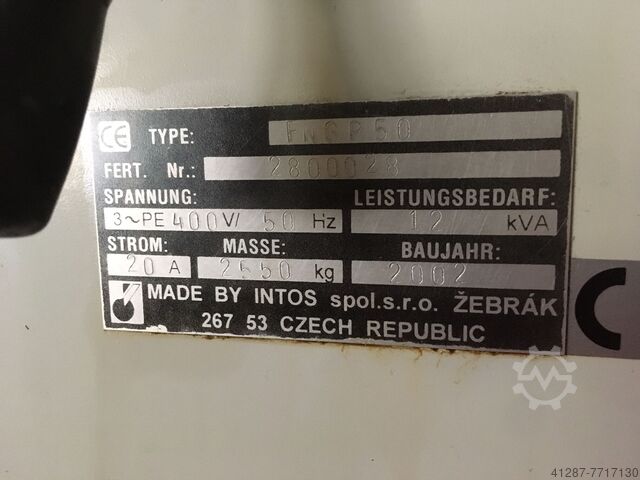 CE TYPE: FNGP50
FERT. Nr.: 2800028
SPANNUNG: LEISTUNGSBEDARF:
3~PE 400V/ 50 Hz 12 kVA
STROM: MASSE: BAUJAHR:
20 A 2550 kg 2002
MADE BY INTOS spol.s.r.o. ŽEBRÁK
267 53 CZECH REPUBLIC
41287-7717130